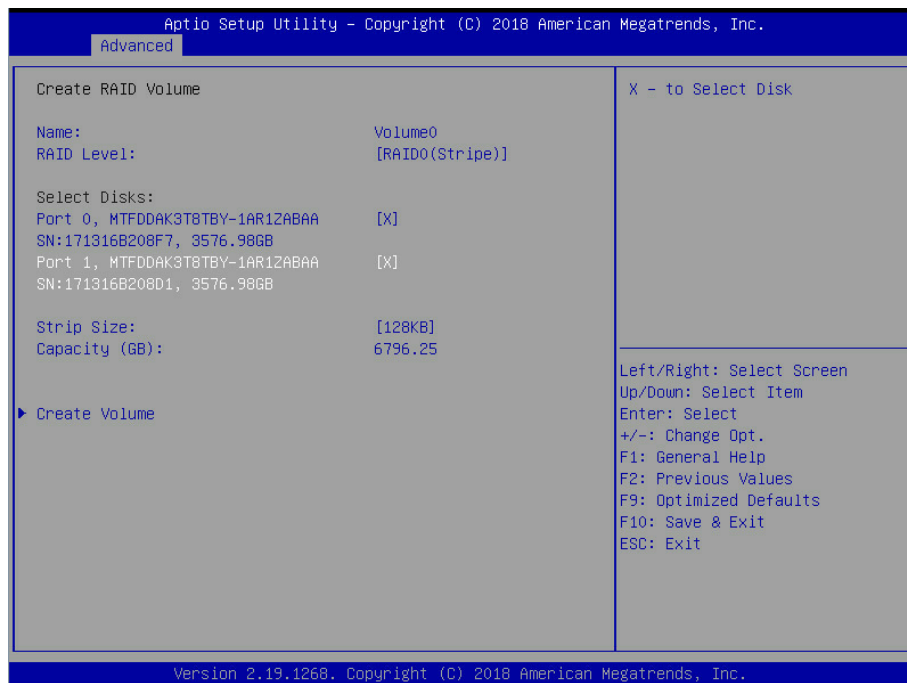 Aptio Setup Utility – Copyright (C) 2018 American Megatrends, Inc.
Advanced
Create RAID Volume
Name: Volume0
RAID Level: [RAID0(Stripe)]
Select Disks:
Port 0, MTFDDAK3T8TBY-1AR1ZABAA [X]
SN:171316B208F7, 3576.98GB
Port 1, MTFDDAK3T8TBY-1AR1ZABAA [X]
SN:171316B208D1, 3576.98GB
Strip Size: [128KB]
Capacity (GB): 6796.25
Create Volume
X – to Select Disk
Left/Right: Select Screen
Up/Down: Select Item
Enter: Select
+/-: Change Opt.
F1: General Help
F2: Previous Values
F9: Optimized Defaults
F10: Save & Exit
ESC: Exit
Version 2.19.1268. Copyright (C) 2018 American Megatrends, Inc.